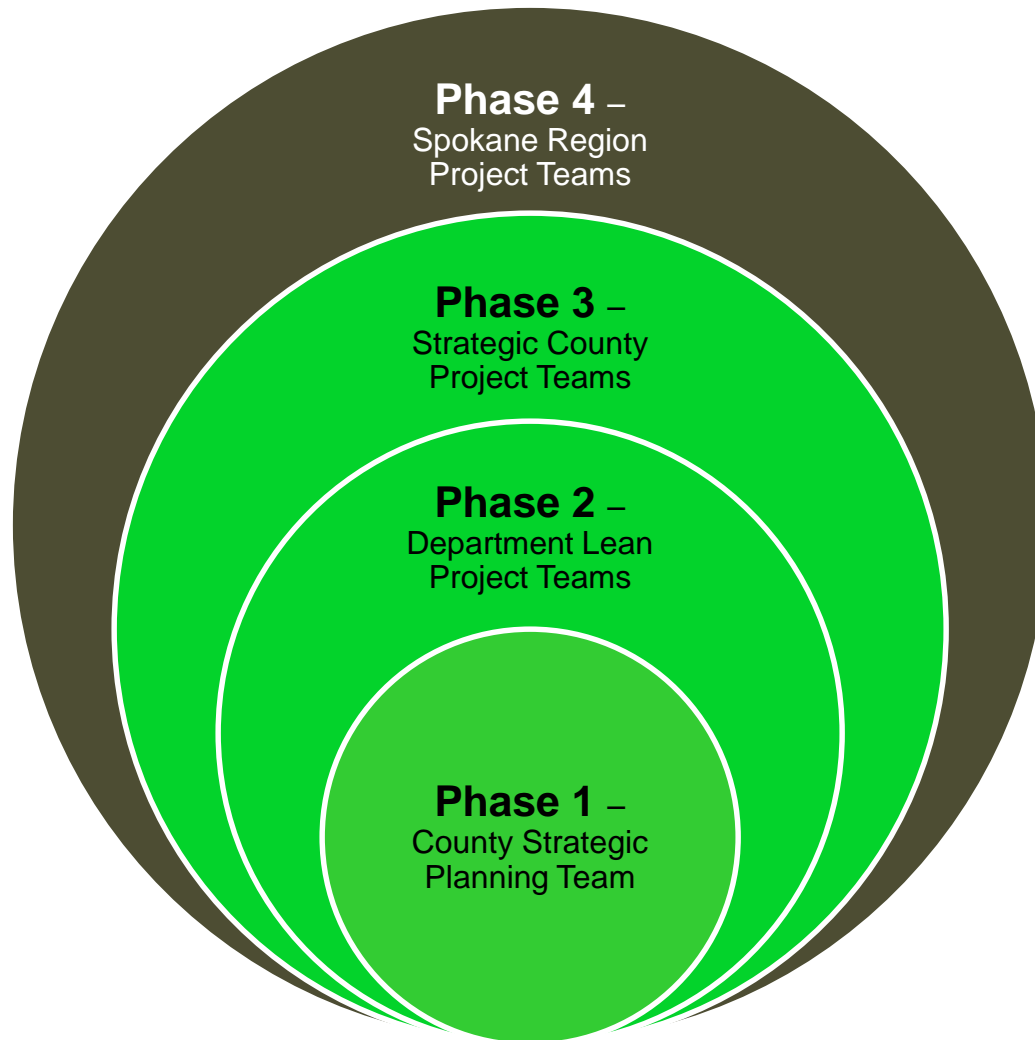 Phase 4 –
Spokane Region
Project Teams
Phase 3 –
Strategic County
Project Teams
Phase 2 –
Department Lean
Project Teams
Phase 1 –
County Strategic
Planning Team